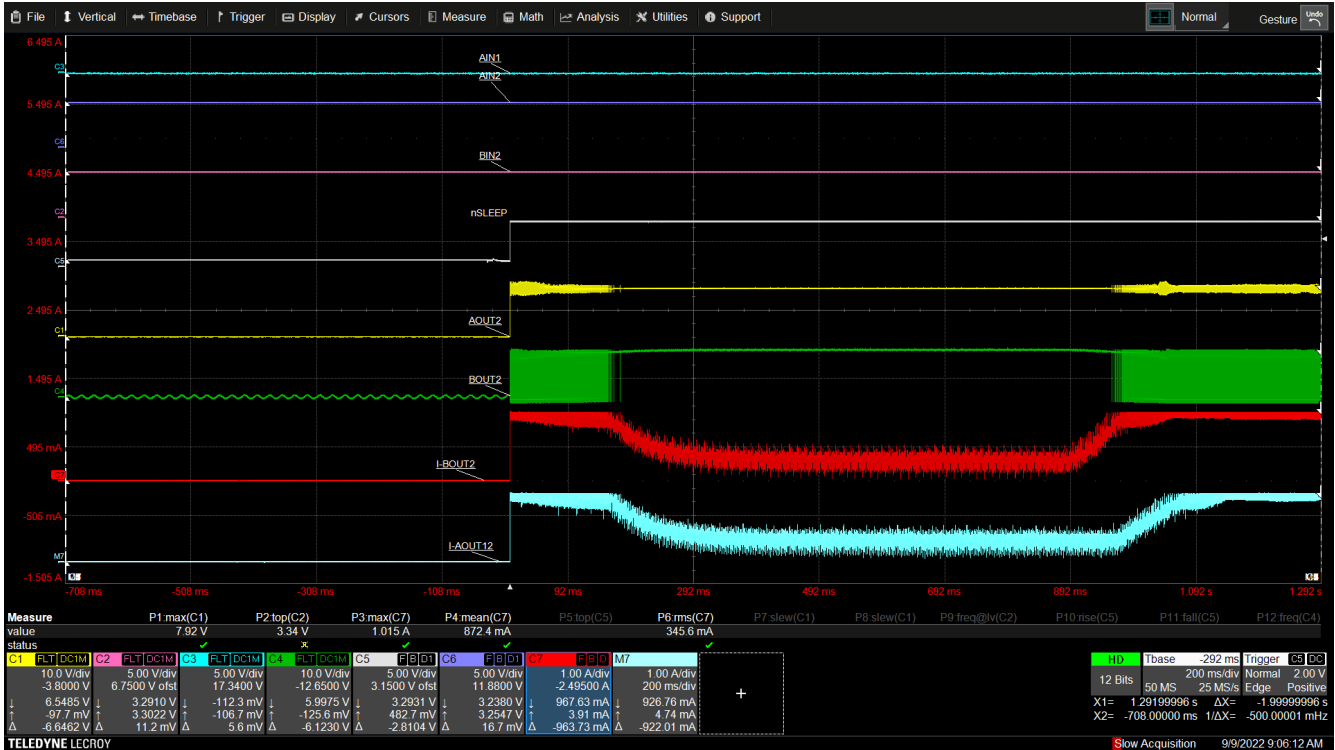 File Vertical Timebase Trigger Display Cursors Measure Math Analysis Utilities Support Normal Gesture Undo
6.495 A
C3
AIN1
AIN2
5.495 A
C6
BIN2
4.495 A
C2
nSLEEP
3.495 A
C5
2.495 A
AOUT2
C1
BOUT2
1.495 A
C4
495 mA
I-BOUT2
C7
-505 mA
I-AOUT12
M7
-1.505 A
-708 ms -508 ms -308 ms -108 ms 92 ms 292 ms 492 ms 692 ms 892 ms 1.092 s 1.292 s
Measure P1:max(C1) P2:top(C2) P3:max(C7) P4:mean(C7) P5:top(C5) P6:rms(C7) P7:slew(C1) P8:slew(C1) P9:freq@lv(C2) P10:rise(C5) P11:fall(C5) P12:freq(C4)
value 7.92 V 3.34 V 1.015 A 872.4 mA 345.6 mA
status
C1 FLT DC1M C2 FLT DC1M C3 FLT DC1M C4 FLT DC1M C5 F B D1 C6 F B D1 C7 F B D M7 HD Tbase -292 ms Trigger C5 DC
10.0 V/div 5.00 V/div 5.00 V/div 10.0 V/div 5.00 V/div 5.00 V/div 1.00 A/div 1.00 A/div 12 Bits 200 ms/div Normal 2.00 V
-3.8000 V 6.7500 V ofst 17.3400 V -12.6500 V 3.1500 V ofst 11.8800 V -2.49500 A 200 ms/div 50 MS 25 MS/s Edge Positive
↓ 6.5485 V ↓ 3.2910 V ↓ -112.3 mV ↓ 5.9975 V ↓ 3.2931 V ↓ 3.2380 V ↓ 967.63 mA ↓ 926.76 mA X1= 1.29199996 s ΔX= -1.99999996 s
↑ -97.7 mV ↑ 3.3022 V ↑ -106.7 mV ↑ -125.6 mV ↑ 482.7 mV ↑ 3.2547 V ↑ 3.91 mA ↑ 4.74 mA X2= -708.00000 ms 1/ΔX= -500.00001 mHz
Δ -6.6462 V Δ 11.2 mV Δ 5.6 mV Δ -6.1230 V Δ -2.8104 V Δ 16.7 mV Δ -963.73 mA Δ -922.01 mA
TELEDYNE LECROY Slow Acquisition 9/9/2022 9:06:12 AM